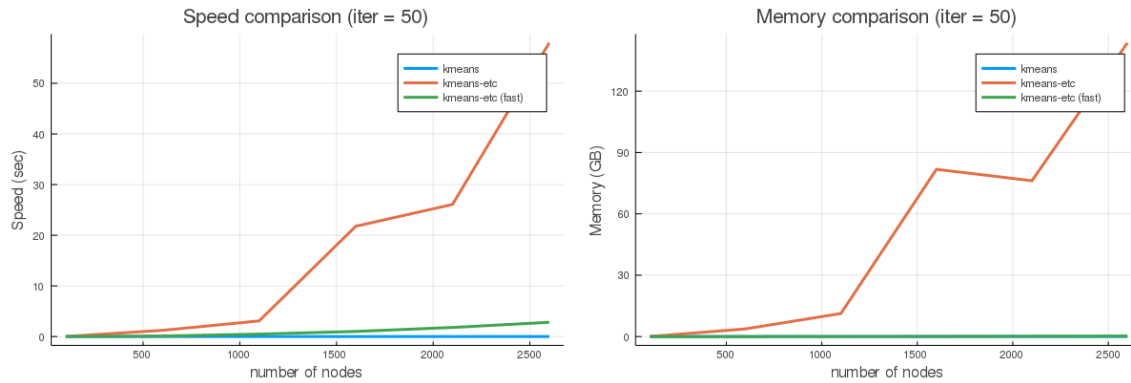 Speed comparison (iter = 50)
Speed (sec)
50
40
30
20
10
0
kmeans
kmeans-etc
kmeans-etc (fast)
500 1000 1500 2000 2500
number of nodes
Memory comparison (iter = 50)
Memory (GB)
120
90
60
30
0
kmeans
kmeans-etc
kmeans-etc (fast)
500 1000 1500 2000 2500
number of nodes